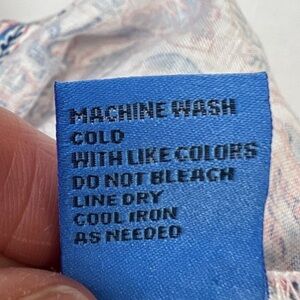 MACHINE WASH
COLD
WITH LIKE COLORS
DO NOT BLEACH
LINE DRY
COOL IRON
AS NEEDED